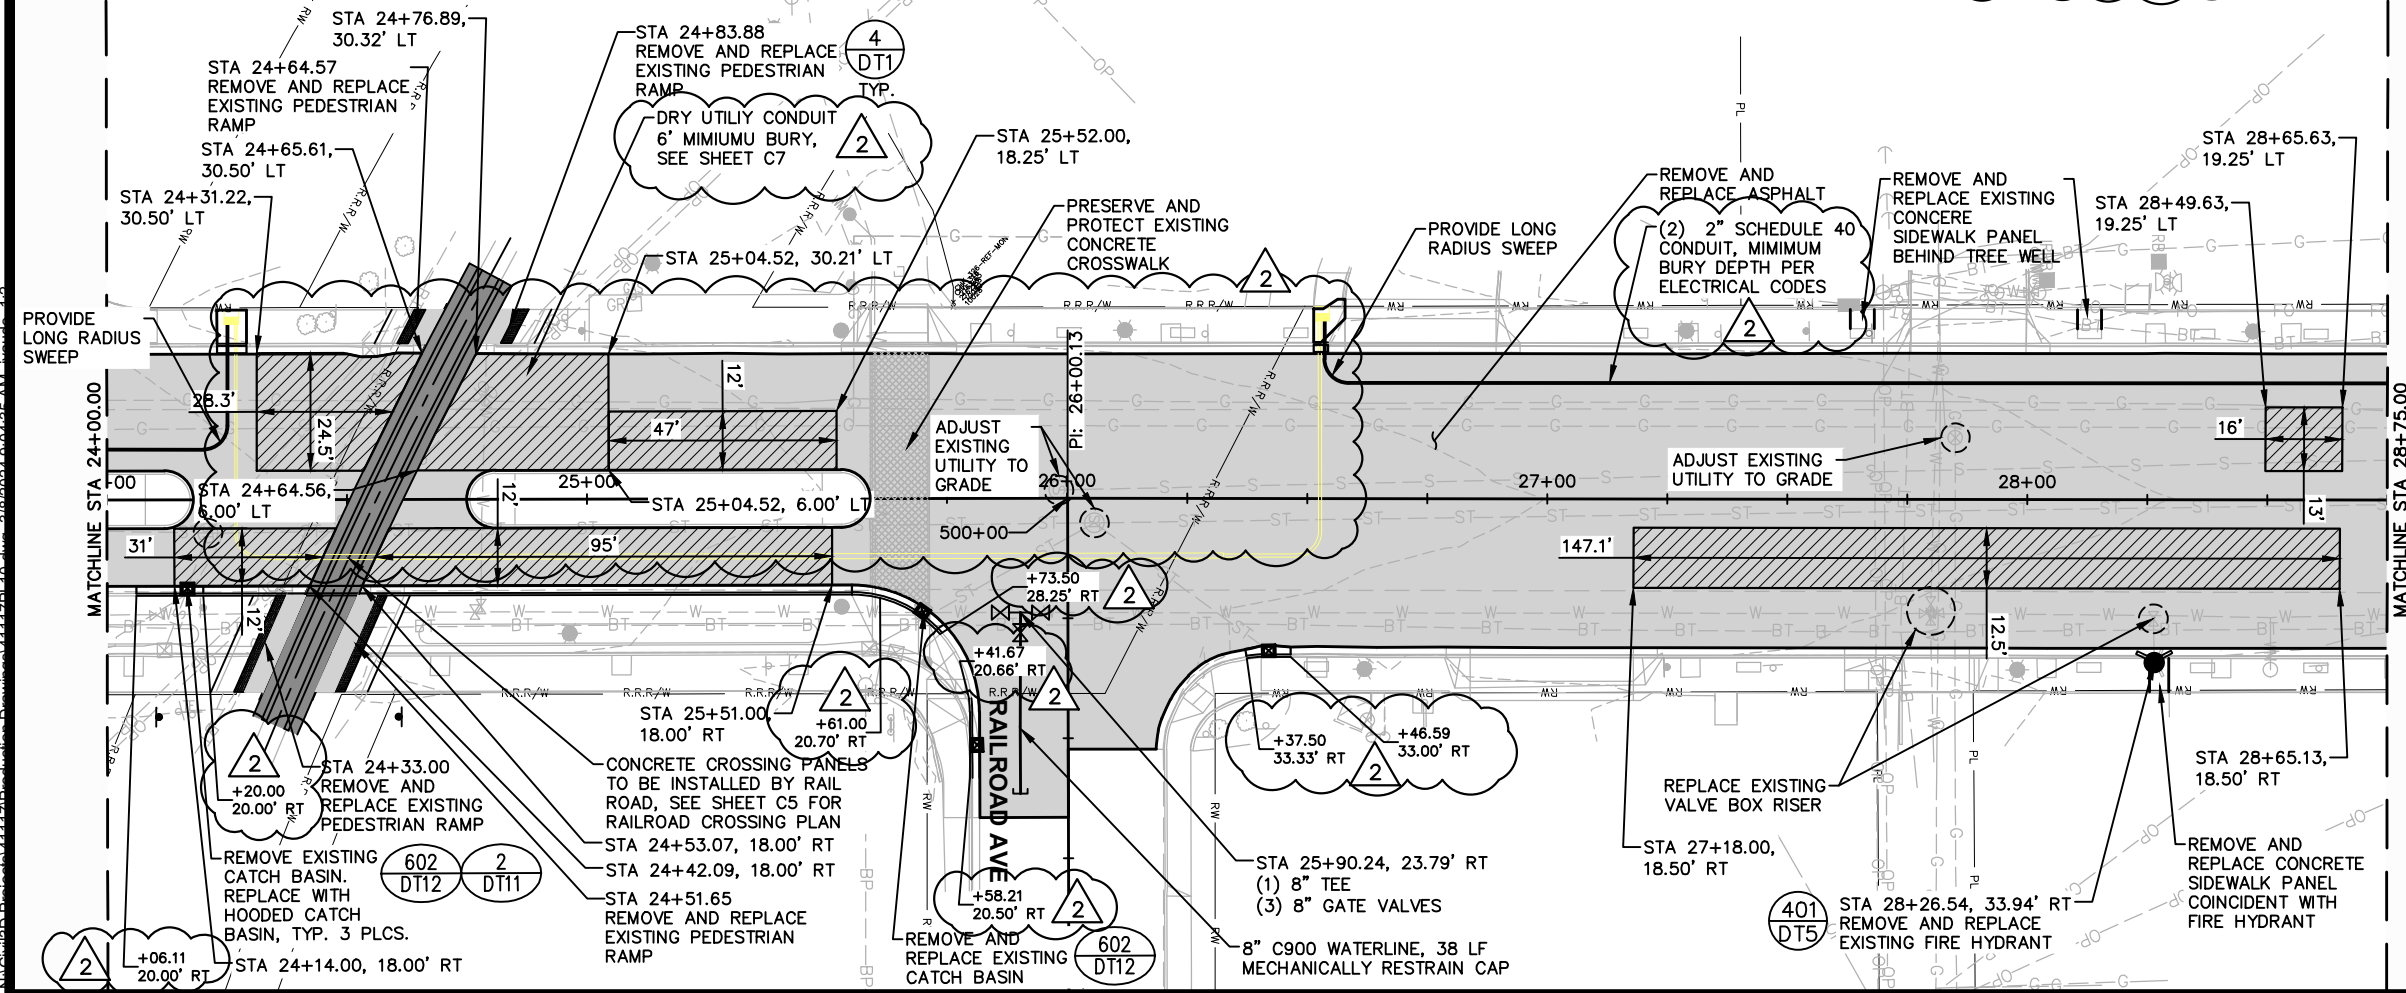 STA 24+76.89,
30.32' LT
STA 24+64.57
REMOVE AND REPLACE
EXISTING PEDESTRIAN
RAMP
STA 24+65.61,
30.50' LT
STA 24+31.22,
30.50' LT
STA 24+83.88
REMOVE AND REPLACE
EXISTING PEDESTRIAN
RAMP
4
DT1
TYP.
DRY UTILIY CONDUIT
6' MIMIUMU BURY,
SEE SHEET C7
2
STA 25+52.00,
18.25' LT
PRESERVE AND
PROTECT EXISTING
CONCRETE
CROSSWALK
STA 25+04.52, 30.21' LT
2
PROVIDE LONG
RADIUS SWEEP
REMOVE AND
REPLACE ASPHALT
(2) 2" SCHEDULE 40
CONDUIT, MIMIMUM
BURY DEPTH PER
ELECTRICAL CODES
2
REMOVE AND
REPLACE EXISTING
CONCERE
SIDEWALK PANEL
BEHIND TREE WELL
STA 28+65.63,
19.25' LT
STA 28+49.63,
19.25' LT
PROVIDE
LONG RADIUS
SWEEP
MATCHLINE STA 24+00.00
28.3'
24.5'
12'
47'
PI: 26+00.13
ADJUST
EXISTING
UTILITY TO
GRADE
ADJUST EXISTING
UTILITY TO GRADE
16'
13'
MATCHLINE STA 28+75.00
+00
25+00
26+00
27+00
28+00
STA 24+64.56,
6.00' LT
12'
STA 25+04.52, 6.00' LT
500+00
31'
95'
12'
147.1'
12.5'
+73.50
28.25' RT
2
+41.67
20.66' RT
2
STA 25+51.00,
18.00' RT
2
+61.00
20.70' RT
RAILROAD AVE
+37.50
33.33' RT
+46.59
33.00' RT
2
2
+20.00
20.00' RT
STA 24+33.00
REMOVE AND
REPLACE EXISTING
PEDESTRIAN RAMP
CONCRETE CROSSING PANELS
TO BE INSTALLED BY RAIL
ROAD, SEE SHEET C5 FOR
RAILROAD CROSSING PLAN
STA 24+53.07, 18.00' RT
STA 24+42.09, 18.00' RT
STA 24+51.65
REMOVE AND REPLACE
EXISTING PEDESTRIAN
RAMP
REMOVE EXISTING
CATCH BASIN.
REPLACE WITH
HOODED CATCH
BASIN, TYP. 3 PLCS.
602
DT12
2
DT11
2
+06.11
20.00' RT
STA 24+14.00, 18.00' RT
+58.21
20.50' RT
2
REMOVE AND
REPLACE EXISTING
CATCH BASIN
602
DT12
STA 25+90.24, 23.79' RT
(1) 8" TEE
(3) 8" GATE VALVES
8" C900 WATERLINE, 38 LF
MECHANICALLY RESTRAIN CAP
REPLACE EXISTING
VALVE BOX RISER
STA 27+18.00,
18.50' RT
STA 28+65.13,
18.50' RT
401
DT5
STA 28+26.54, 33.94' RT
REMOVE AND REPLACE
EXISTING FIRE HYDRANT
REMOVE AND
REPLACE CONCRETE
SIDEWALK PANEL
COINCIDENT WITH
FIRE HYDRANT